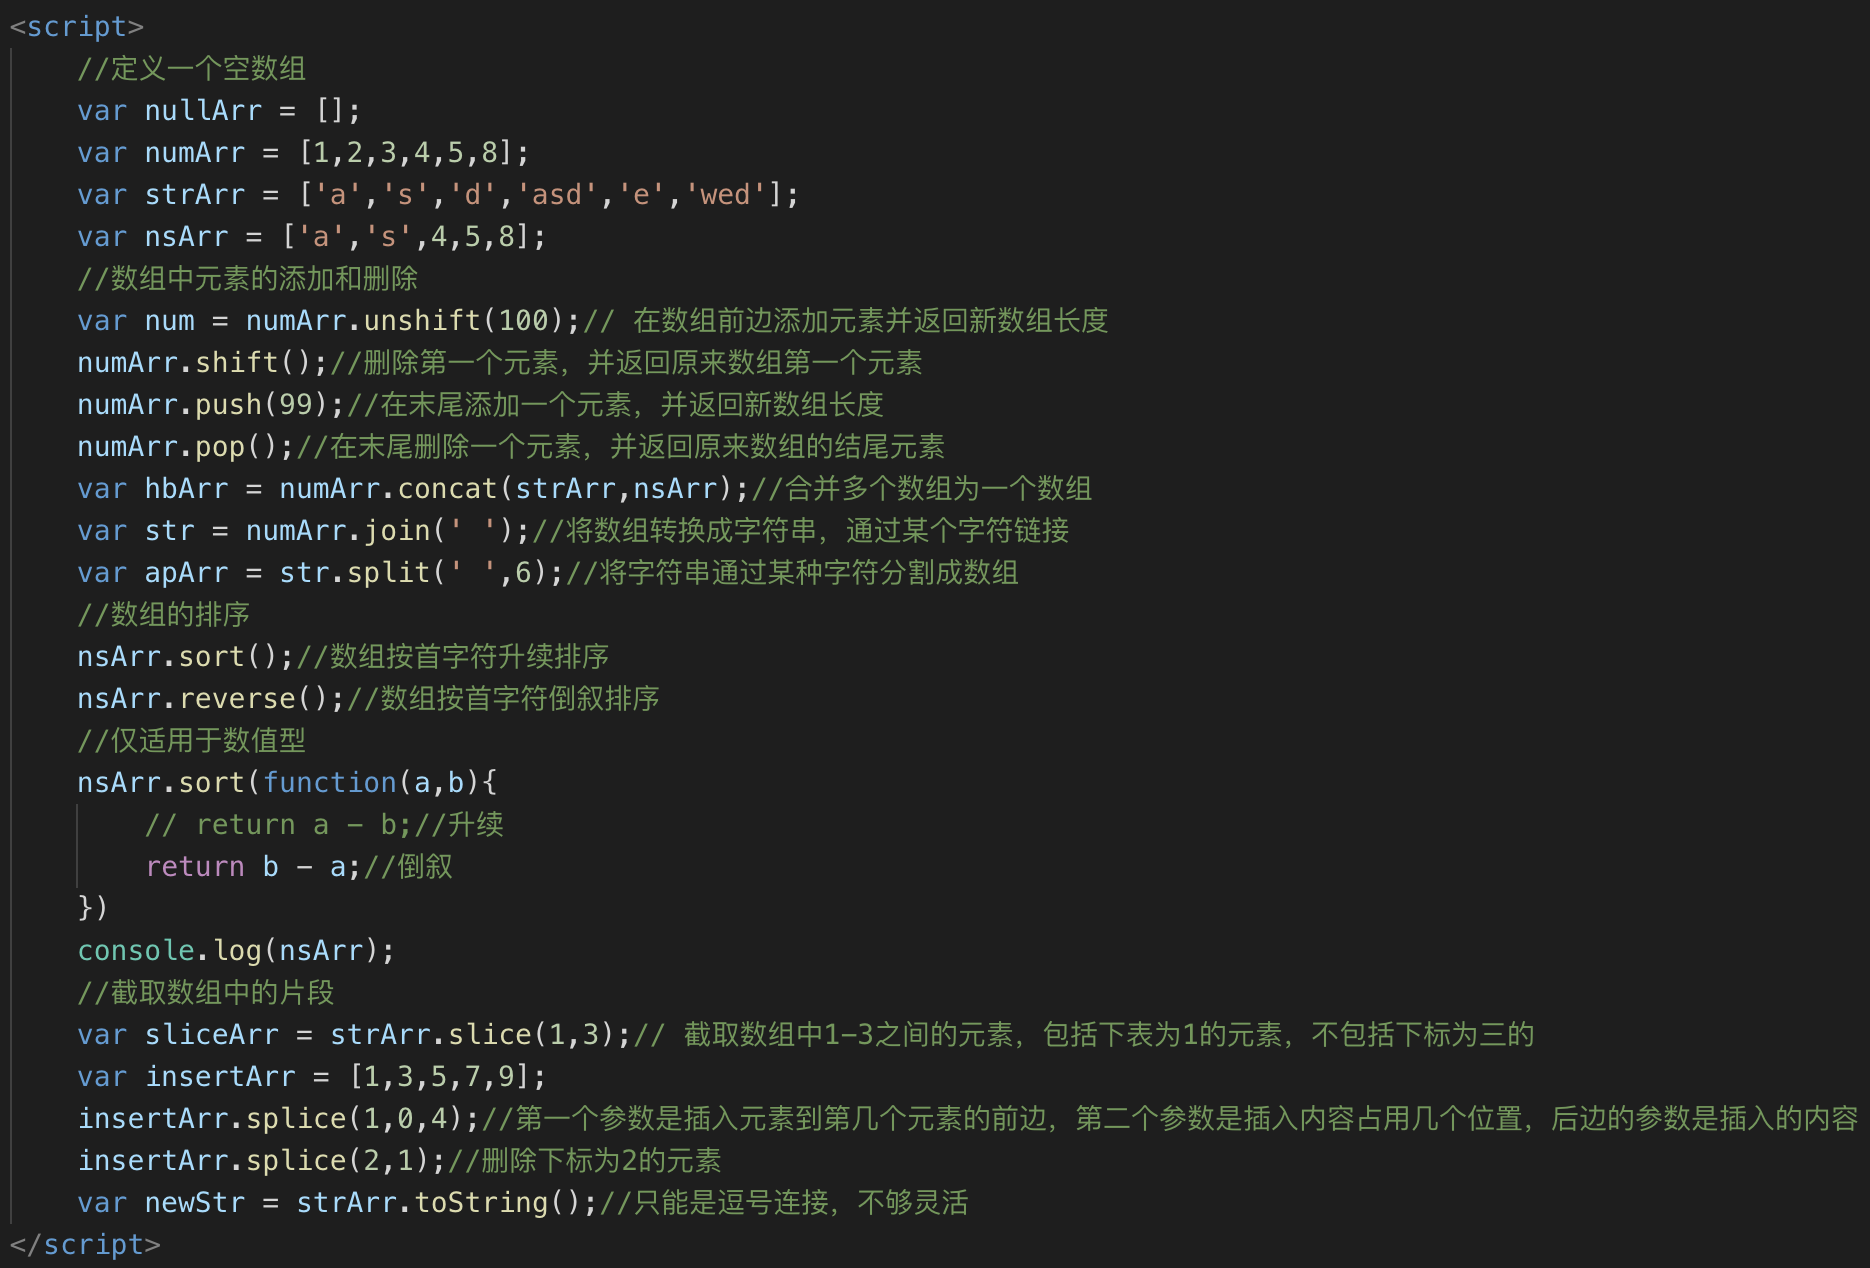 <script>
//定义一个空数组
var nullArr = [];
var numArr = [1,2,3,4,5,8];
var strArr = ['a','s','d','asd','e','wed'];
var nsArr = ['a','s',4,5,8];
//数组中元素的添加和删除
var num = numArr.unshift(100);// 在数组前边添加元素并返回新数组长度
numArr.shift();//删除第一个元素，并返回原来数组第一个元素
numArr.push(99);//在末尾添加一个元素，并返回新数组长度
numArr.pop();//在末尾删除一个元素，并返回原来数组的结尾元素
var hbArr = numArr.concat(strArr,nsArr);//合并多个数组为一个数组
var str = numArr.join(' ');//将数组转换成字符串，通过某个字符链接
var apArr = str.split(' ',6);//将字符串通过某种字符分割成数组
//数组的排序
nsArr.sort();//数组按首字符升续排序
nsArr.reverse();//数组按首字符倒叙排序
//仅适用于数值型
nsArr.sort(function(a,b){
// return a - b;//升续
return b - a;//倒叙
})
console.log(nsArr);
//截取数组中的片段
var sliceArr = strArr.slice(1,3);// 截取数组中1-3之间的元素，包括下表为1的元素，不包括下标为三的
var insertArr = [1,3,5,7,9];
insertArr.splice(1,0,4);//第一个参数是插入元素到第几个元素的前边，第二个参数是插入内容占用几个位置，后边的参数是插入的内容
insertArr.splice(2,1);//删除下标为2的元素
var newStr = strArr.toString();//只能是逗号连接，不够灵活
</script>